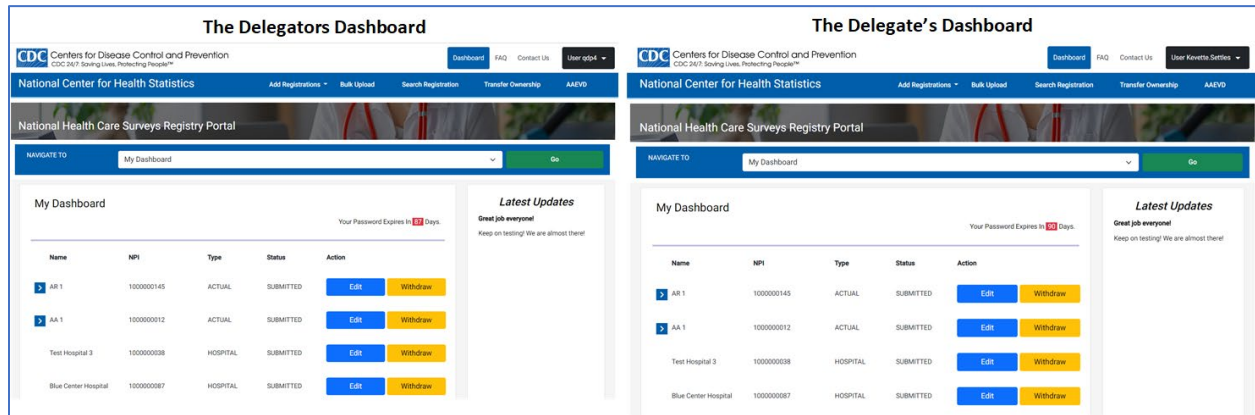 The Delegators Dashboard
CDC Centers for Disease Control and Prevention
CDC 24/7: Saving Lives, Protecting People™
Dashboard FAQ Contact Us User qdp4
National Center for Health Statistics Add Registrations Bulk Upload Search Registration Transfer Ownership AAEVD
National Health Care Surveys Registry Portal
NAVIGATE TO My Dashboard Go
My Dashboard
Your Password Expires In 87 Days.
Name NPI Type Status Action
AR 1 1000000145 ACTUAL SUBMITTED Edit Withdraw
AA 1 1000000012 ACTUAL SUBMITTED Edit Withdraw
Test Hospital 3 1000000038 HOSPITAL SUBMITTED Edit Withdraw
Blue Center Hospital 1000000087 HOSPITAL SUBMITTED Edit Withdraw
Latest Updates
Great job everyone!
Keep on testing! We are almost there!
The Delegate's Dashboard
CDC Centers for Disease Control and Prevention
CDC 24/7: Saving Lives, Protecting People™
Dashboard FAQ Contact Us User Kevette.Settles
National Center for Health Statistics Add Registrations Bulk Upload Search Registration Transfer Ownership AAEVD
National Health Care Surveys Registry Portal
NAVIGATE TO My Dashboard Go
My Dashboard
Your Password Expires In 90 Days.
Name NPI Type Status Action
AR 1 1000000145 ACTUAL SUBMITTED Edit Withdraw
AA 1 1000000012 ACTUAL SUBMITTED Edit Withdraw
Test Hospital 3 1000000038 HOSPITAL SUBMITTED Edit Withdraw
Blue Center Hospital 1000000087 HOSPITAL SUBMITTED Edit Withdraw
Latest Updates
Great job everyone!
Keep on testing! We are almost there!